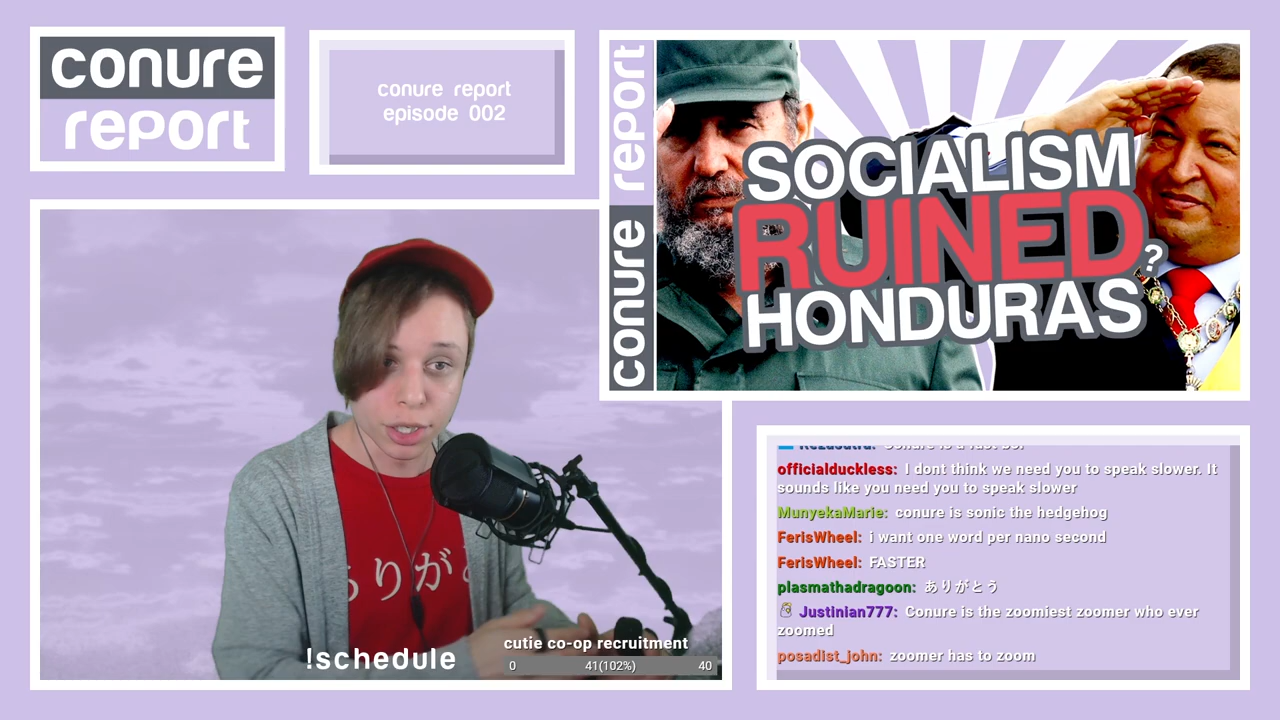 conure
report
conure report
episode 002
conure report
SOCIALISM
RUINED
?
HONDURAS
officialduckless: I dont think we need you to speak slower. It
sounds like you need you to speak slower
MunyekaMarie: conure is sonic the hedgehog
FerIsWheel: i want one word per nano second
FerIsWheel: FASTER
plasmathadragoon: ありがとう
Justinian777: Conure is the zoomiest zoomer who ever
zoomed
posadist_john: zoomer has to zoom
ありが
cutie co-op recruitment
!schedule
0 41(102%) 40